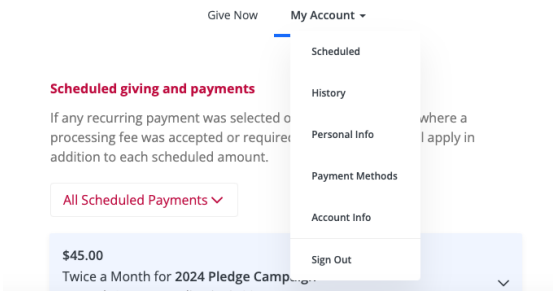 Give Now My Account
Scheduled
History
Personal Info
Payment Methods
Account Info
Sign Out
Scheduled giving and payments
If any recurring payment was selected where a
processing fee was accepted or apply in
addition to each scheduled amount.
All Scheduled Payments
$45.00
Twice a Month for 2024 Pledge